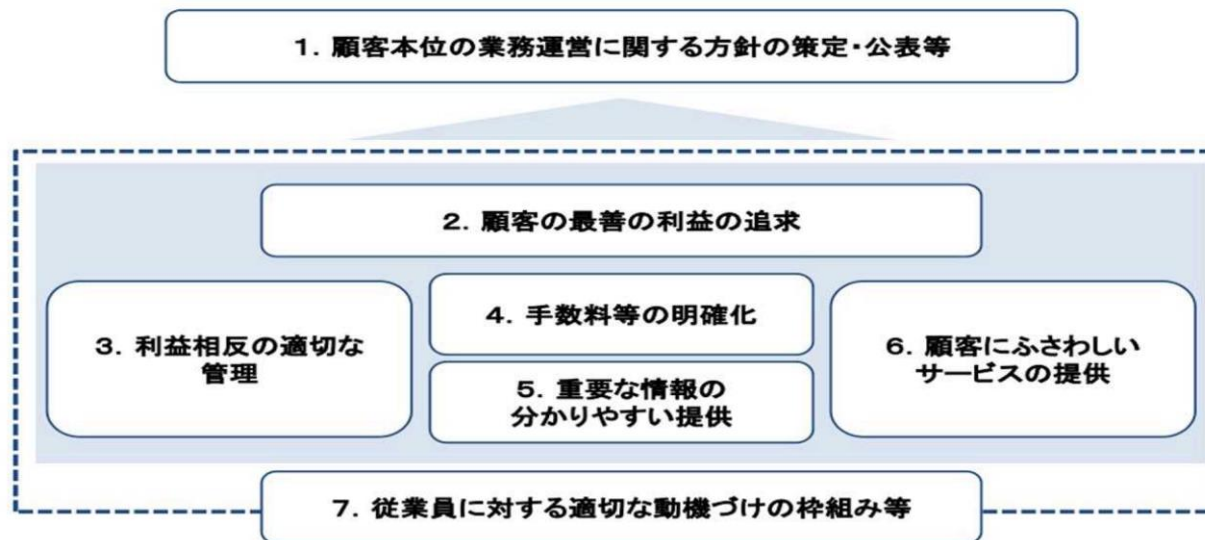 1．顧客本位の業務運営に関する方針の策定・公表等
2．顧客の最善の利益の追求
3．利益相反の適切な
管理
4．手数料等の明確化
5．重要な情報の
分かりやすい提供
6．顧客にふさわしい
サービスの提供
7．従業員に対する適切な動機づけの枠組み等